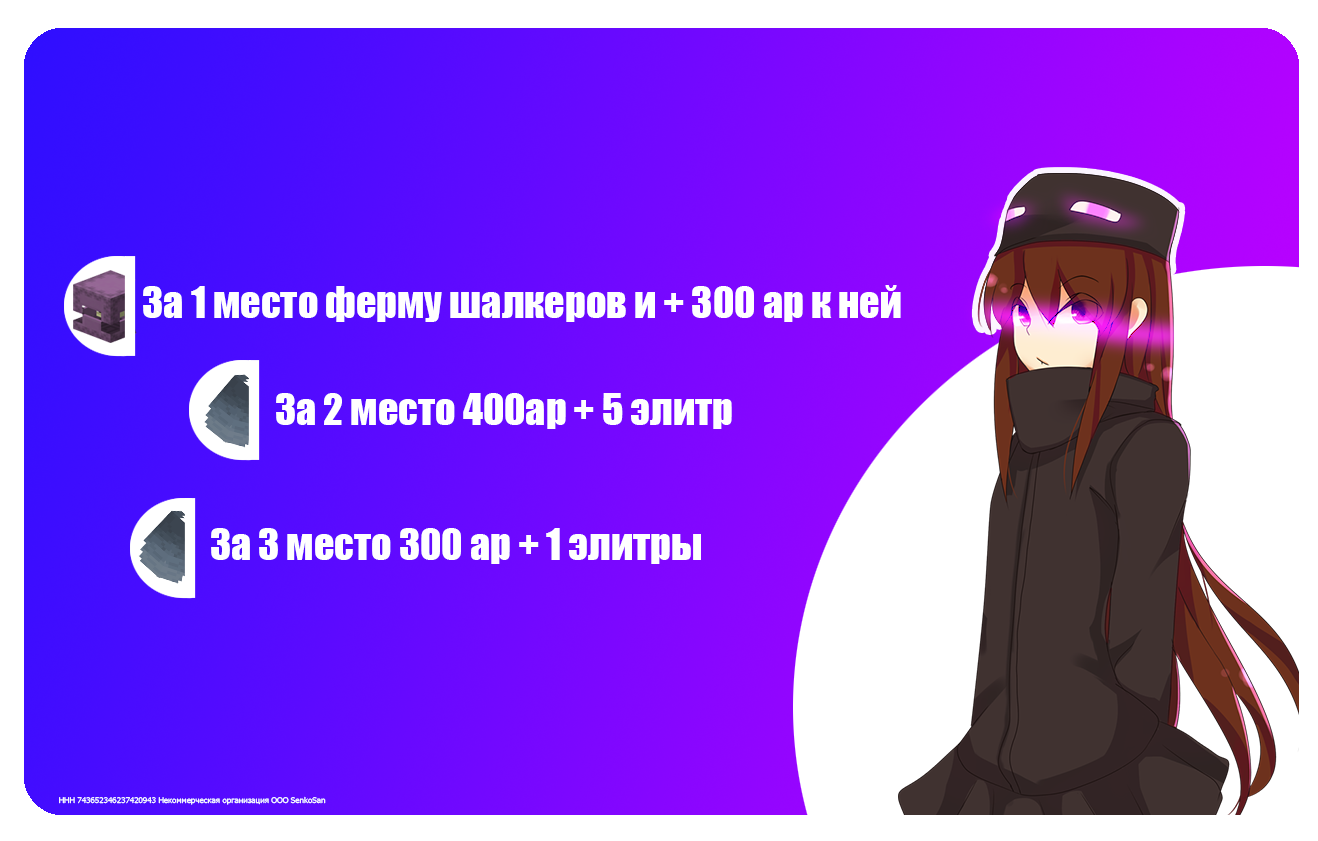 За 1 место ферму шалкеров и + 300 ар к ней
За 2 место 400ар + 5 элитр
За 3 место 300 ар + 1 элитры
ННН 743652346237420943 Некоммерческая организация ООО SenkoSan